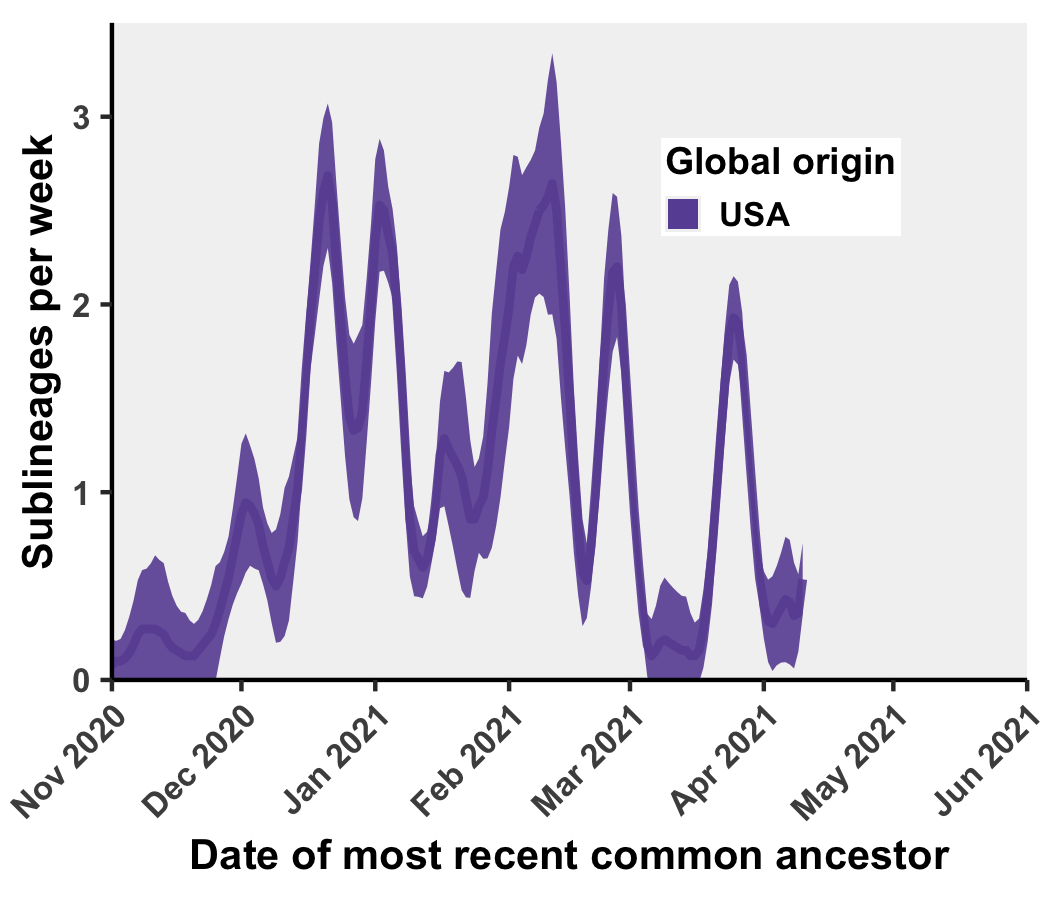 Sublineages per week
3
2
1
0
Global origin
USA
Nov 2020
Dec 2020
Jan 2021
Feb 2021
Mar 2021
Apr 2021
May 2021
Jun 2021
Date of most recent common ancestor